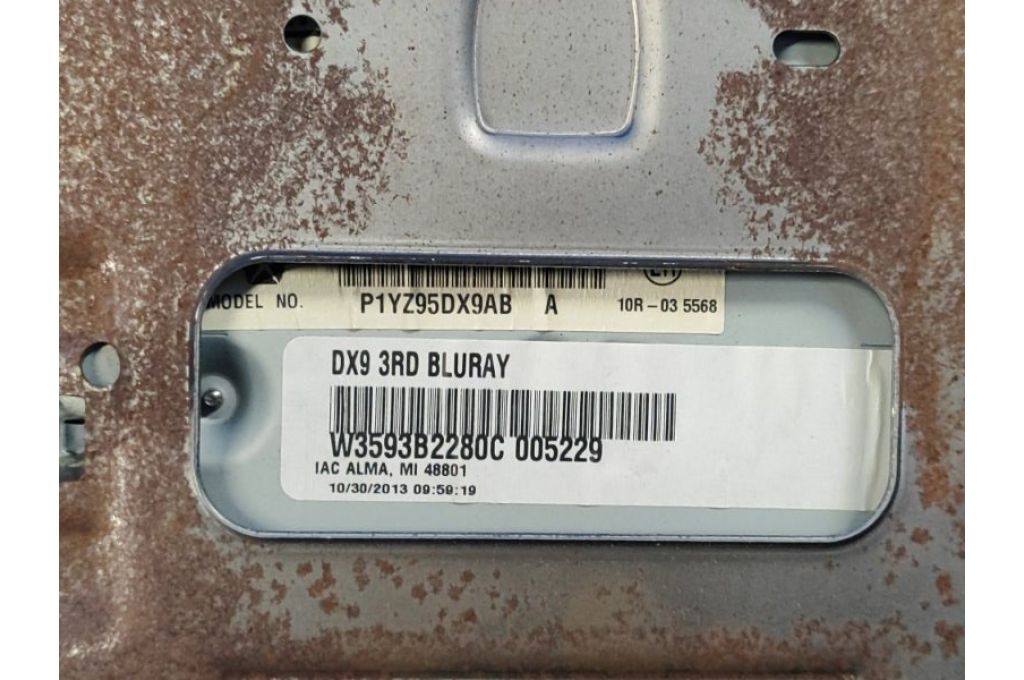 MODEL NO. P1YZ95DX9AB A 10R-03 5568
DX9 3RD BLURAY
W3593B2280C 005229
IAC ALMA, MI 48801
10/30/2013 09:59:19